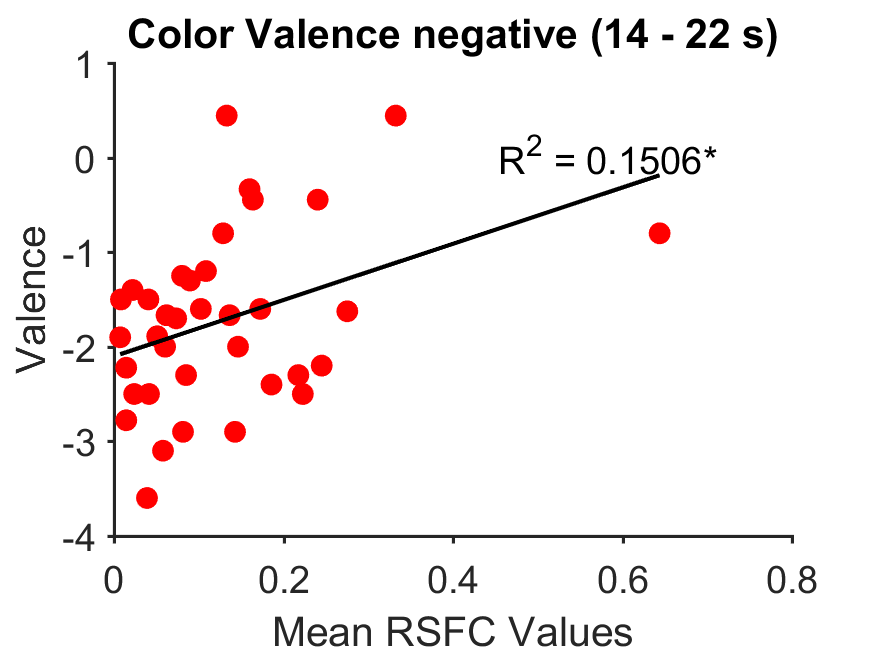 Color Valence negative (14 - 22 s)
1
0
-1
-2
-3
-4
Valence
R² = 0.1506*
0 0.2 0.4 0.6 0.8
Mean RSFC Values